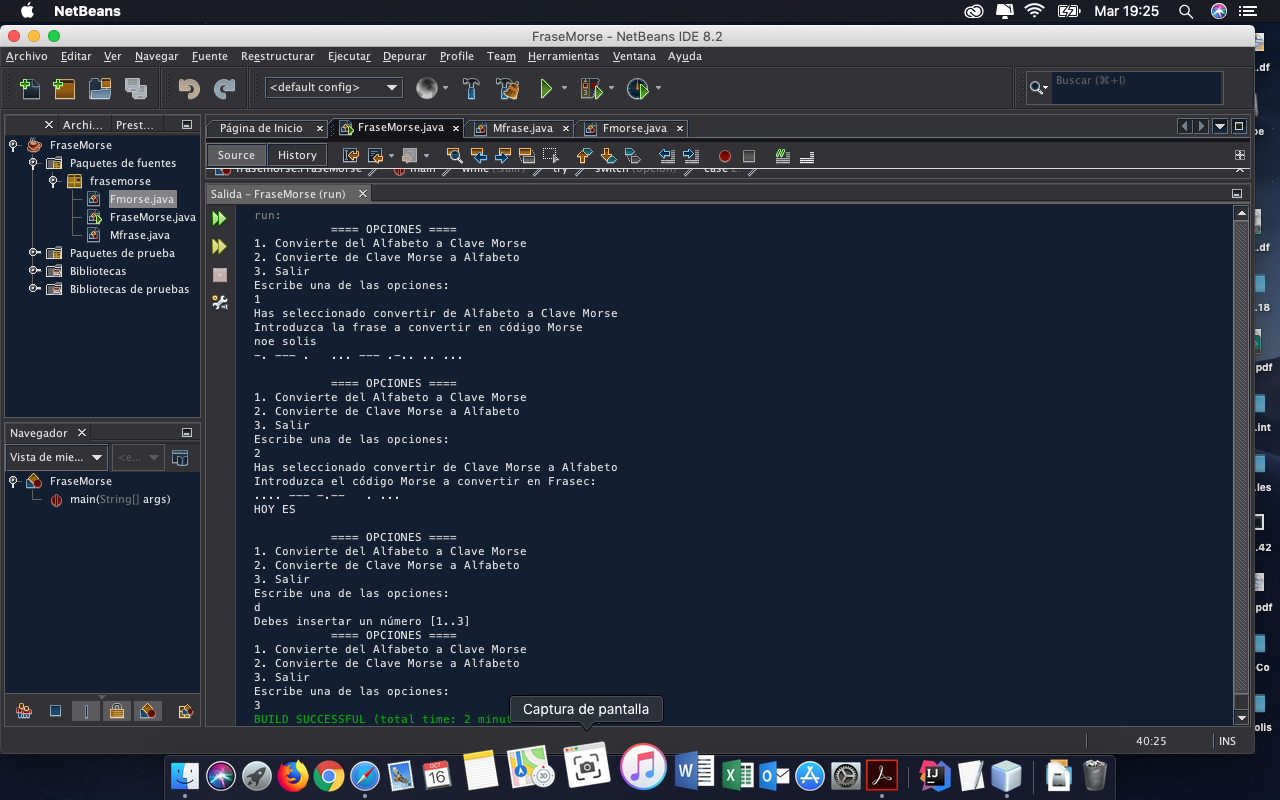 NetBeans
Mar 19:25
FraseMorse - NetBeans IDE 8.2
Archivo Editar Ver Navegar Fuente Reestructurar Ejecutar Depurar Profile Team Herramientas Ventana Ayuda
<default config>
Buscar (⌘+I)
Archi...
Prest...
Página de Inicio
FraseMorse.java
Mfrase.java
Fmorse.java
FraseMorse
Paquetes de fuentes
frasemorse
Fmorse.java
FraseMorse.java
Mfrase.java
Paquetes de prueba
Bibliotecas
Bibliotecas de pruebas
Source
History
frasemorse.FraseMorse
main
while (!salir)
try
switch (opcion)
case 2:
Salida – FraseMorse (run)
run:
==== OPCIONES ====
1. Convierte del Alfabeto a Clave Morse
2. Convierte de Clave Morse a Alfabeto
3. Salir
Escribe una de las opciones:
1
Has seleccionado convertir de Alfabeto a Clave Morse
Introduzca la frase a convertir en código Morse
noe solis
-. --- .   ... --- .-.. .. ...
==== OPCIONES ====
1. Convierte del Alfabeto a Clave Morse
2. Convierte de Clave Morse a Alfabeto
3. Salir
Escribe una de las opciones:
2
Has seleccionado convertir de Clave Morse a Alfabeto
Introduzca el código Morse a convertir en Frasec:
.... --- -.--   . ...
HOY ES
==== OPCIONES ====
1. Convierte del Alfabeto a Clave Morse
2. Convierte de Clave Morse a Alfabeto
3. Salir
Escribe una de las opciones:
d
Debes insertar un número [1..3]
==== OPCIONES ====
1. Convierte del Alfabeto a Clave Morse
2. Convierte de Clave Morse a Alfabeto
3. Salir
Escribe una de las opciones:
3
BUILD SUCCESSFUL (total time: 2 minut
Navegador
Vista de mie...
<e...
FraseMorse
main(String[] args)
Captura de pantalla
40:25
INS
.df
.df
.18
pdf
.int
.les
.42
pdf
Co
olis
OCT
16
3D